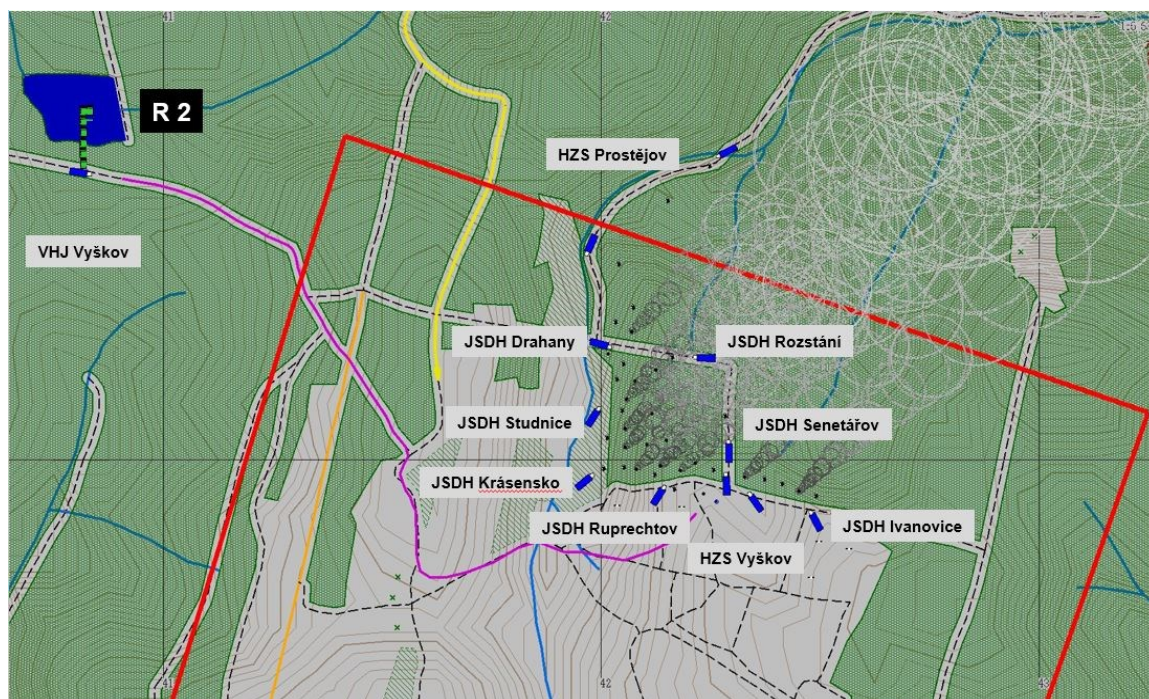 41
42
43
R 2
HZS Prostějov
VHJ Vyškov
JSDH Drahany
JSDH Rozstání
JSDH Studnice
JSDH Senetářov
JSDH Krásensko
JSDH Ruprechtov
JSDH Ivanovice
HZS Vyškov
41
42
43